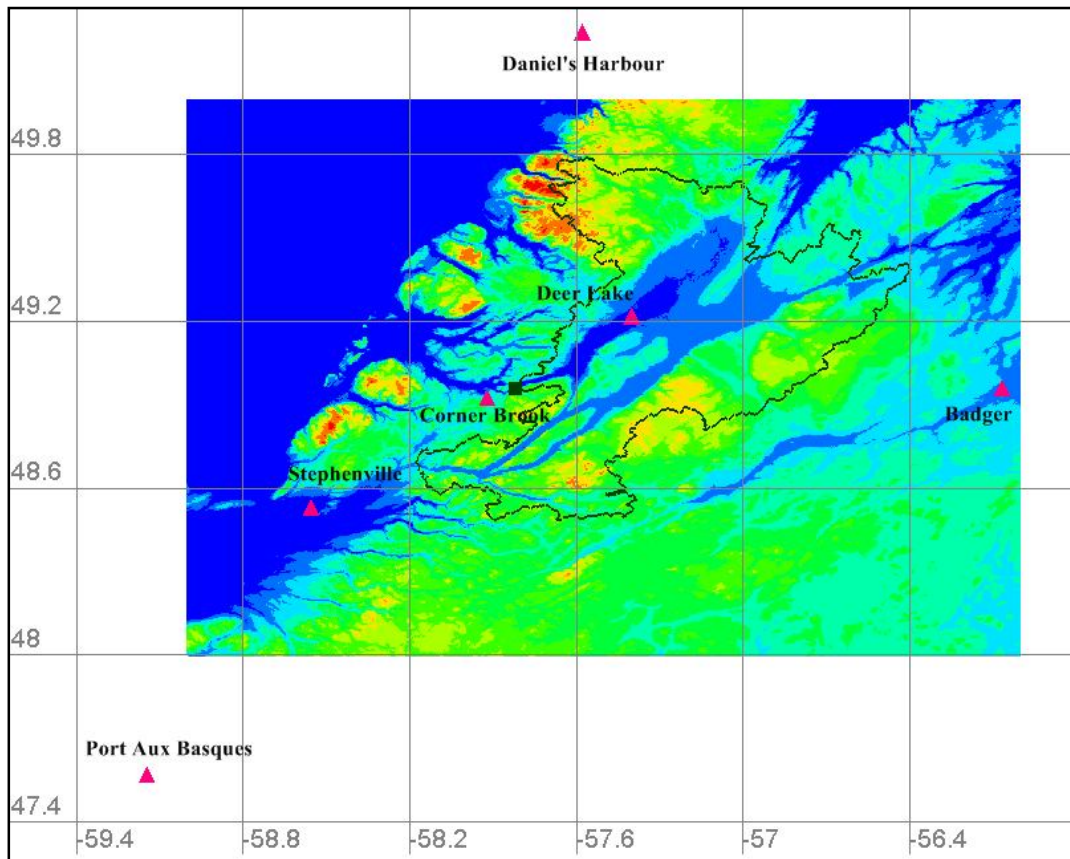 Daniel's Harbour
49.8
Deer Lake
49.2
Corner Brook
Badger
Stephenville
48.6
48
Port Aux Basques
47.4
-59.4 -58.8 -58.2 -57.6 -57 -56.4